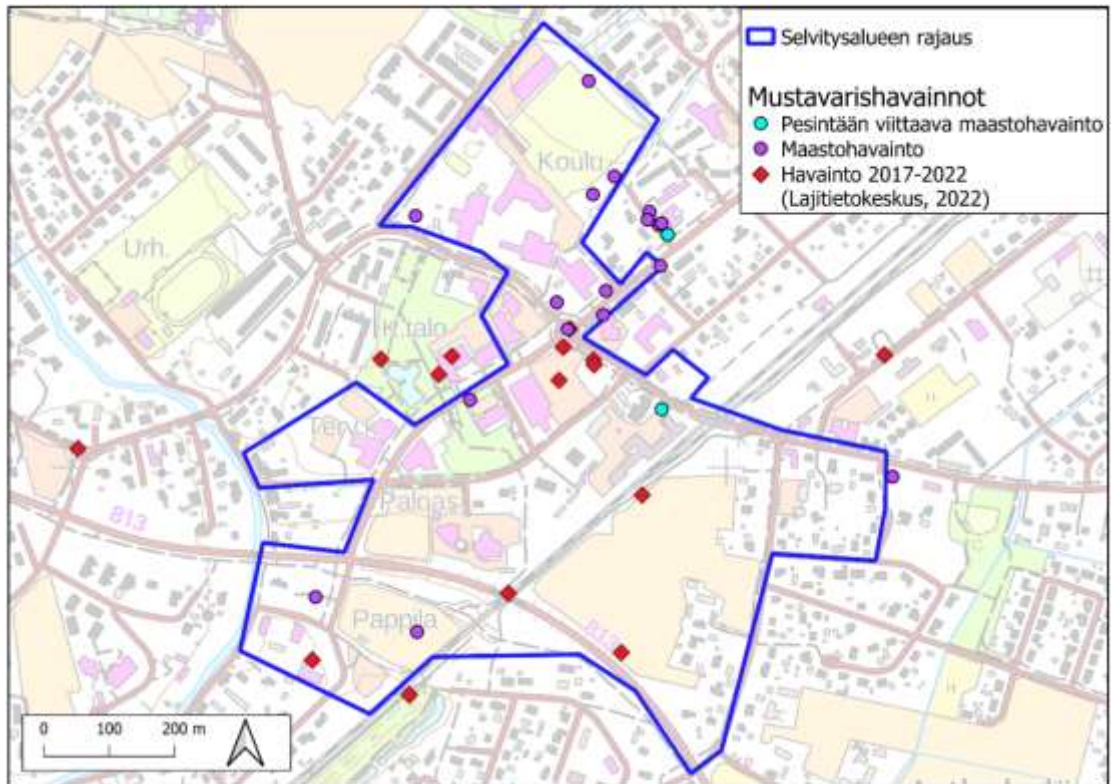 Selvitysalueen rajaus
Mustavarishavainnot
Pesintään viittaava maastohavainto
Maastohavainto
Havainto 2017-2022
(Lajitietokeskus, 2022)
Koulu
Urh.
K.talo
Terv.k
Palgas
813
Pappila
813
H
H
0 100 200 m